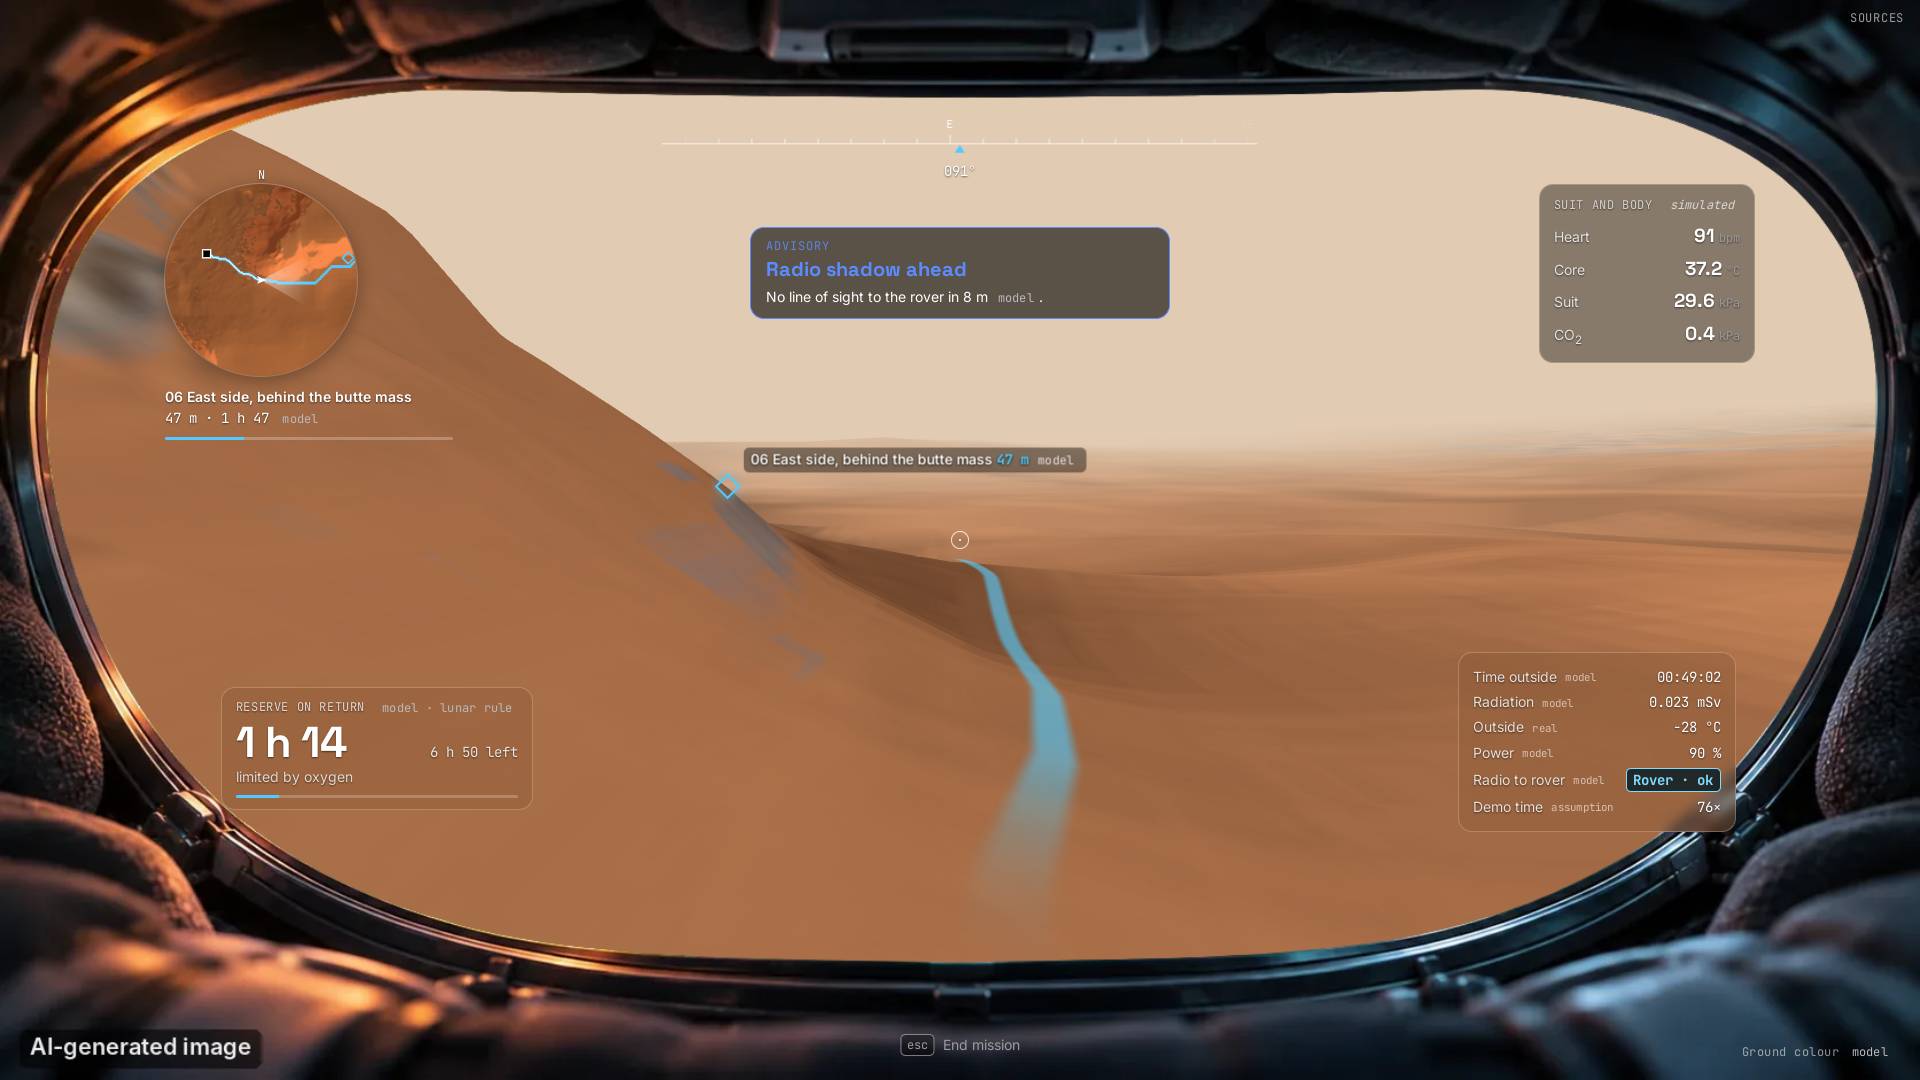 SOURCES
E
091°
N
06 East side, behind the butte mass
47 m · 1 h 47 model
ADVISORY
Radio shadow ahead
No line of sight to the rover in 8 m model .
SUIT AND BODY simulated
Heart 91 bpm
Core 37.2 °C
Suit 29.6 kPa
CO2 0.4 kPa
06 East side, behind the butte mass 47 m model
RESERVE ON RETURN model · lunar rule
1 h 14 6 h 50 left
limited by oxygen
Time outside model 00:49:02
Radiation model 0.023 mSv
Outside real -28 °C
Power model 90 %
Radio to rover model Rover · ok
Demo time assumption 76×
AI-generated image
esc End mission
Ground colour model